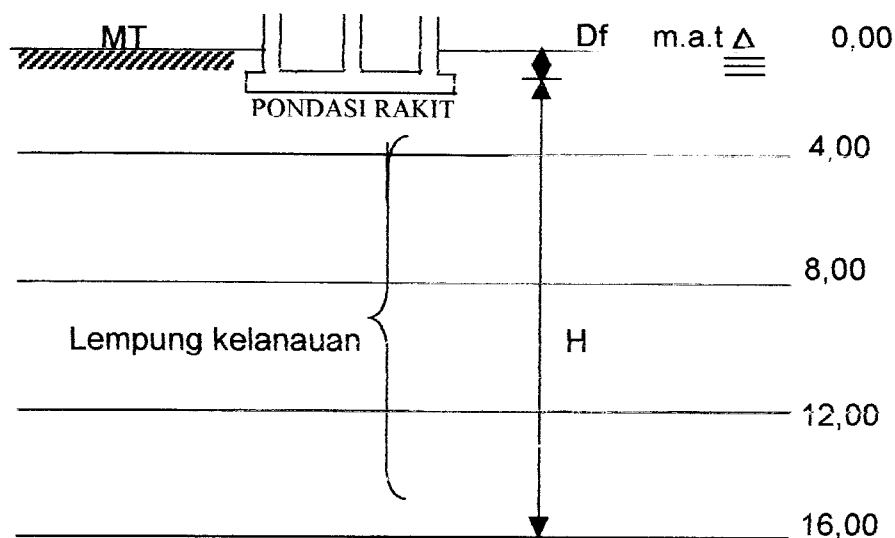 MT Df m.a.t 0,00
PONDASI RAKIT
4,00
8,00
Lempung kelanauan H
12,00
16,00